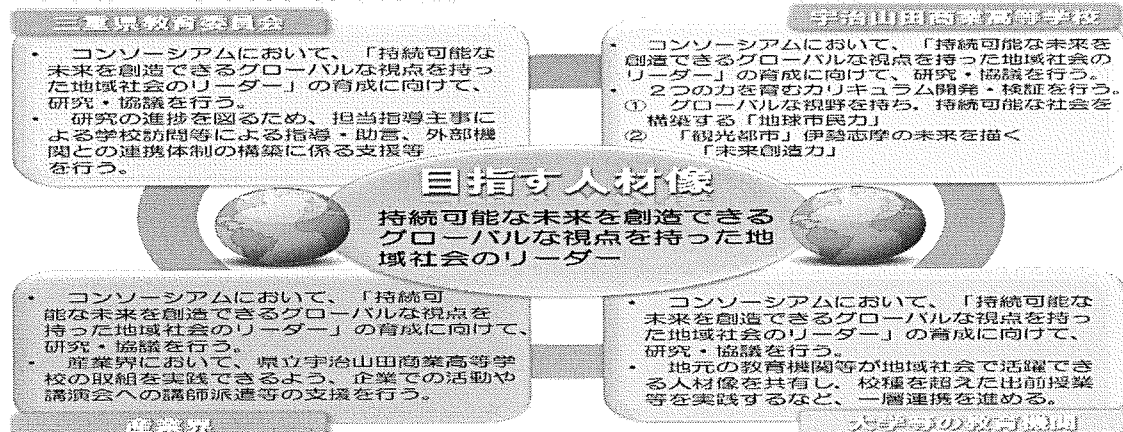 三重県教育委員会
・ コンソーシアムにおいて、「持続可能な
未来を創造できるグローバルな視点を持っ
た地域社会のリーダー」の育成に向けて、
研究・協議を行う。
・ 研究の進捗を図るため、担当指導主事に
よる学校訪問等による指導・助言、外部機
関との連携体制の構築に係る支援等
を行う。
宇治山田商業高等学校
・ コンソーシアムにおいて、「持続可能な未来を
創造できるグローバルな視点を持った地域社会の
リーダー」の育成に向けて、研究・協議を行う。
・ 2つの力を育むカリキュラム開発・検証を行う。
① グローバルな視野を持ち、持続可能な社会を
構築する「地球市民力」
② 「観光都市」伊勢志摩の未来を描く
「未来創造力」
目指す人材像
持続可能な未来を創造できる
グローバルな視点を持った地
域社会のリーダー
・ コンソーシアムにおいて、「持続可
能な未来を創造できるグローバルな視点を
持った地域社会のリーダー」の育成に向けて、
研究・協議を行う。
・ 産業界において、県立宇治山田商業高等学
校の取組を実践できるよう、企業での活動や
講演会への講師派遣等の支援を行う。
産業界
・ コンソーシアムにおいて、「持続可能な
未来を創造できるグローバルな視点を持っ
た地域社会のリーダー」の育成に向けて、
研究・協議を行う。
・ 地元の教育機関等が地域社会で活躍でき
る人材像を共有し、校種を超えた出前授業
等を実践するなど、一層連携を進める。
大学等の教育機関